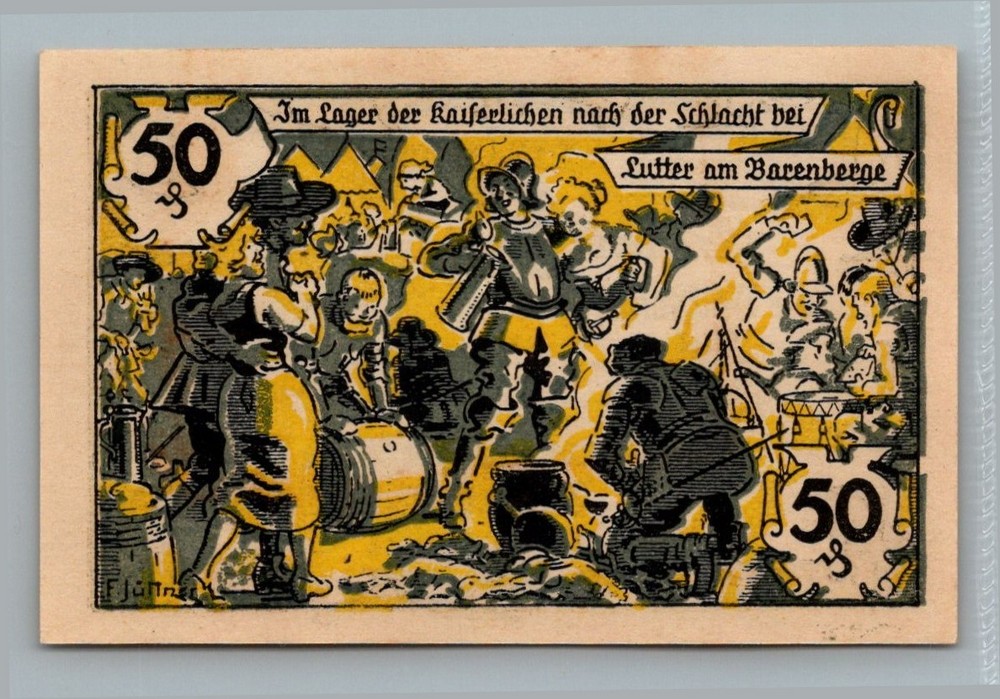 50
₰
Im Lager der Kaiserlichen nach der Schlacht bei
Lutter am Barenberge
50
₰
F. Jüttner